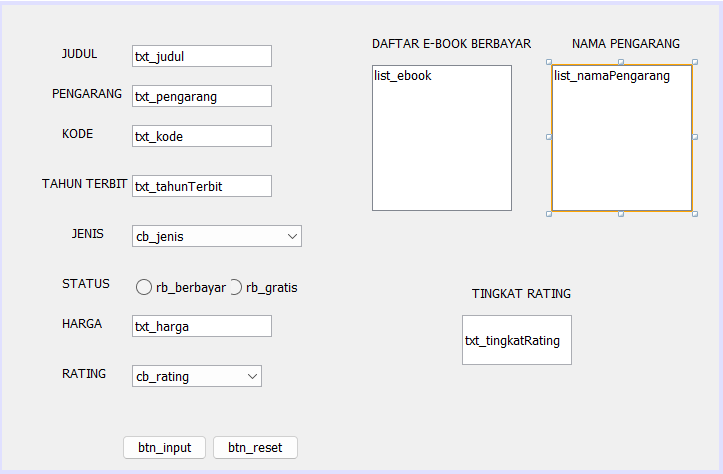 JUDUL
txt_judul
PENGARANG
txt_pengarang
KODE
txt_kode
TAHUN TERBIT
txt_tahunTerbit
JENIS
cb_jenis
STATUS
rb_berbayar
rb_gratis
HARGA
txt_harga
RATING
cb_rating
btn_input
btn_reset
DAFTAR E-BOOK BERBAYAR
list_ebook
NAMA PENGARANG
list_namaPengarang
TINGKAT RATING
txt_tingkatRating